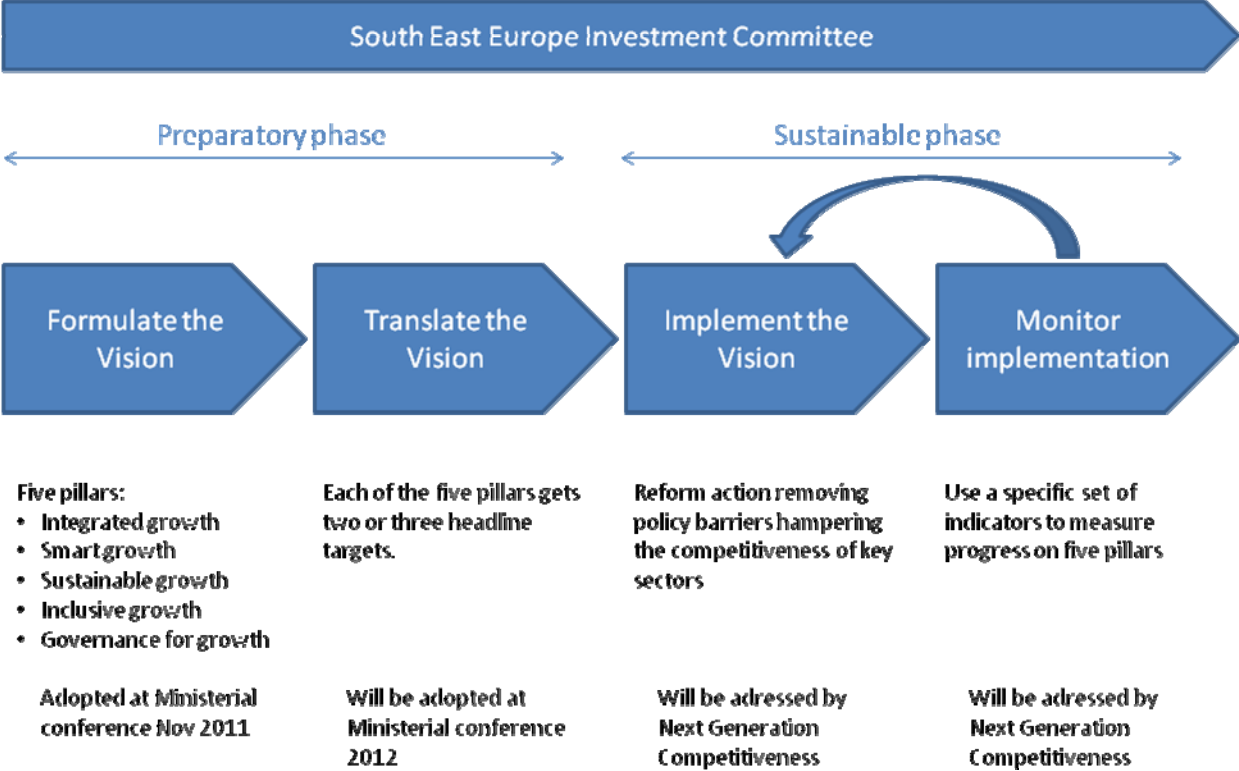 South East Europe Investment Committee
Preparatory phase
Sustainable phase
Formulate the
Vision
Translate the
Vision
Implement the
Vision
Monitor
implementation
Five pillars:
• Integrated growth
• Smart growth
• Sustainable growth
• Inclusive growth
• Governance for growth
Adopted at Ministerial
conference Nov 2011
Each of the five pillars gets
two or three headline
targets.
Will be adopted at
Ministerial conference
2012
Reform action removing
policy barriers hampering
the competitiveness of key
sectors
Will be adressed by
Next Generation
Competitiveness
Use a specific set of
indicators to measure
progress on five pillars
Will be adressed by
Next Generation
Competitiveness